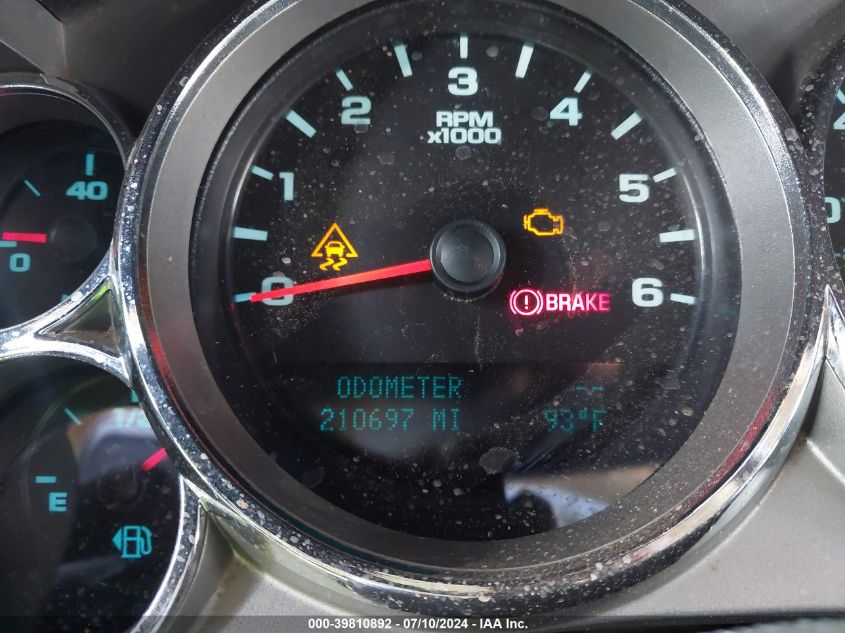 3
2
4
RPM
x1000
1
5
40
0
0
6
BRAKE
ODOMETER --
210697 MI 93°F
E
000-39810892 - 07/10/2024 - IAA Inc.